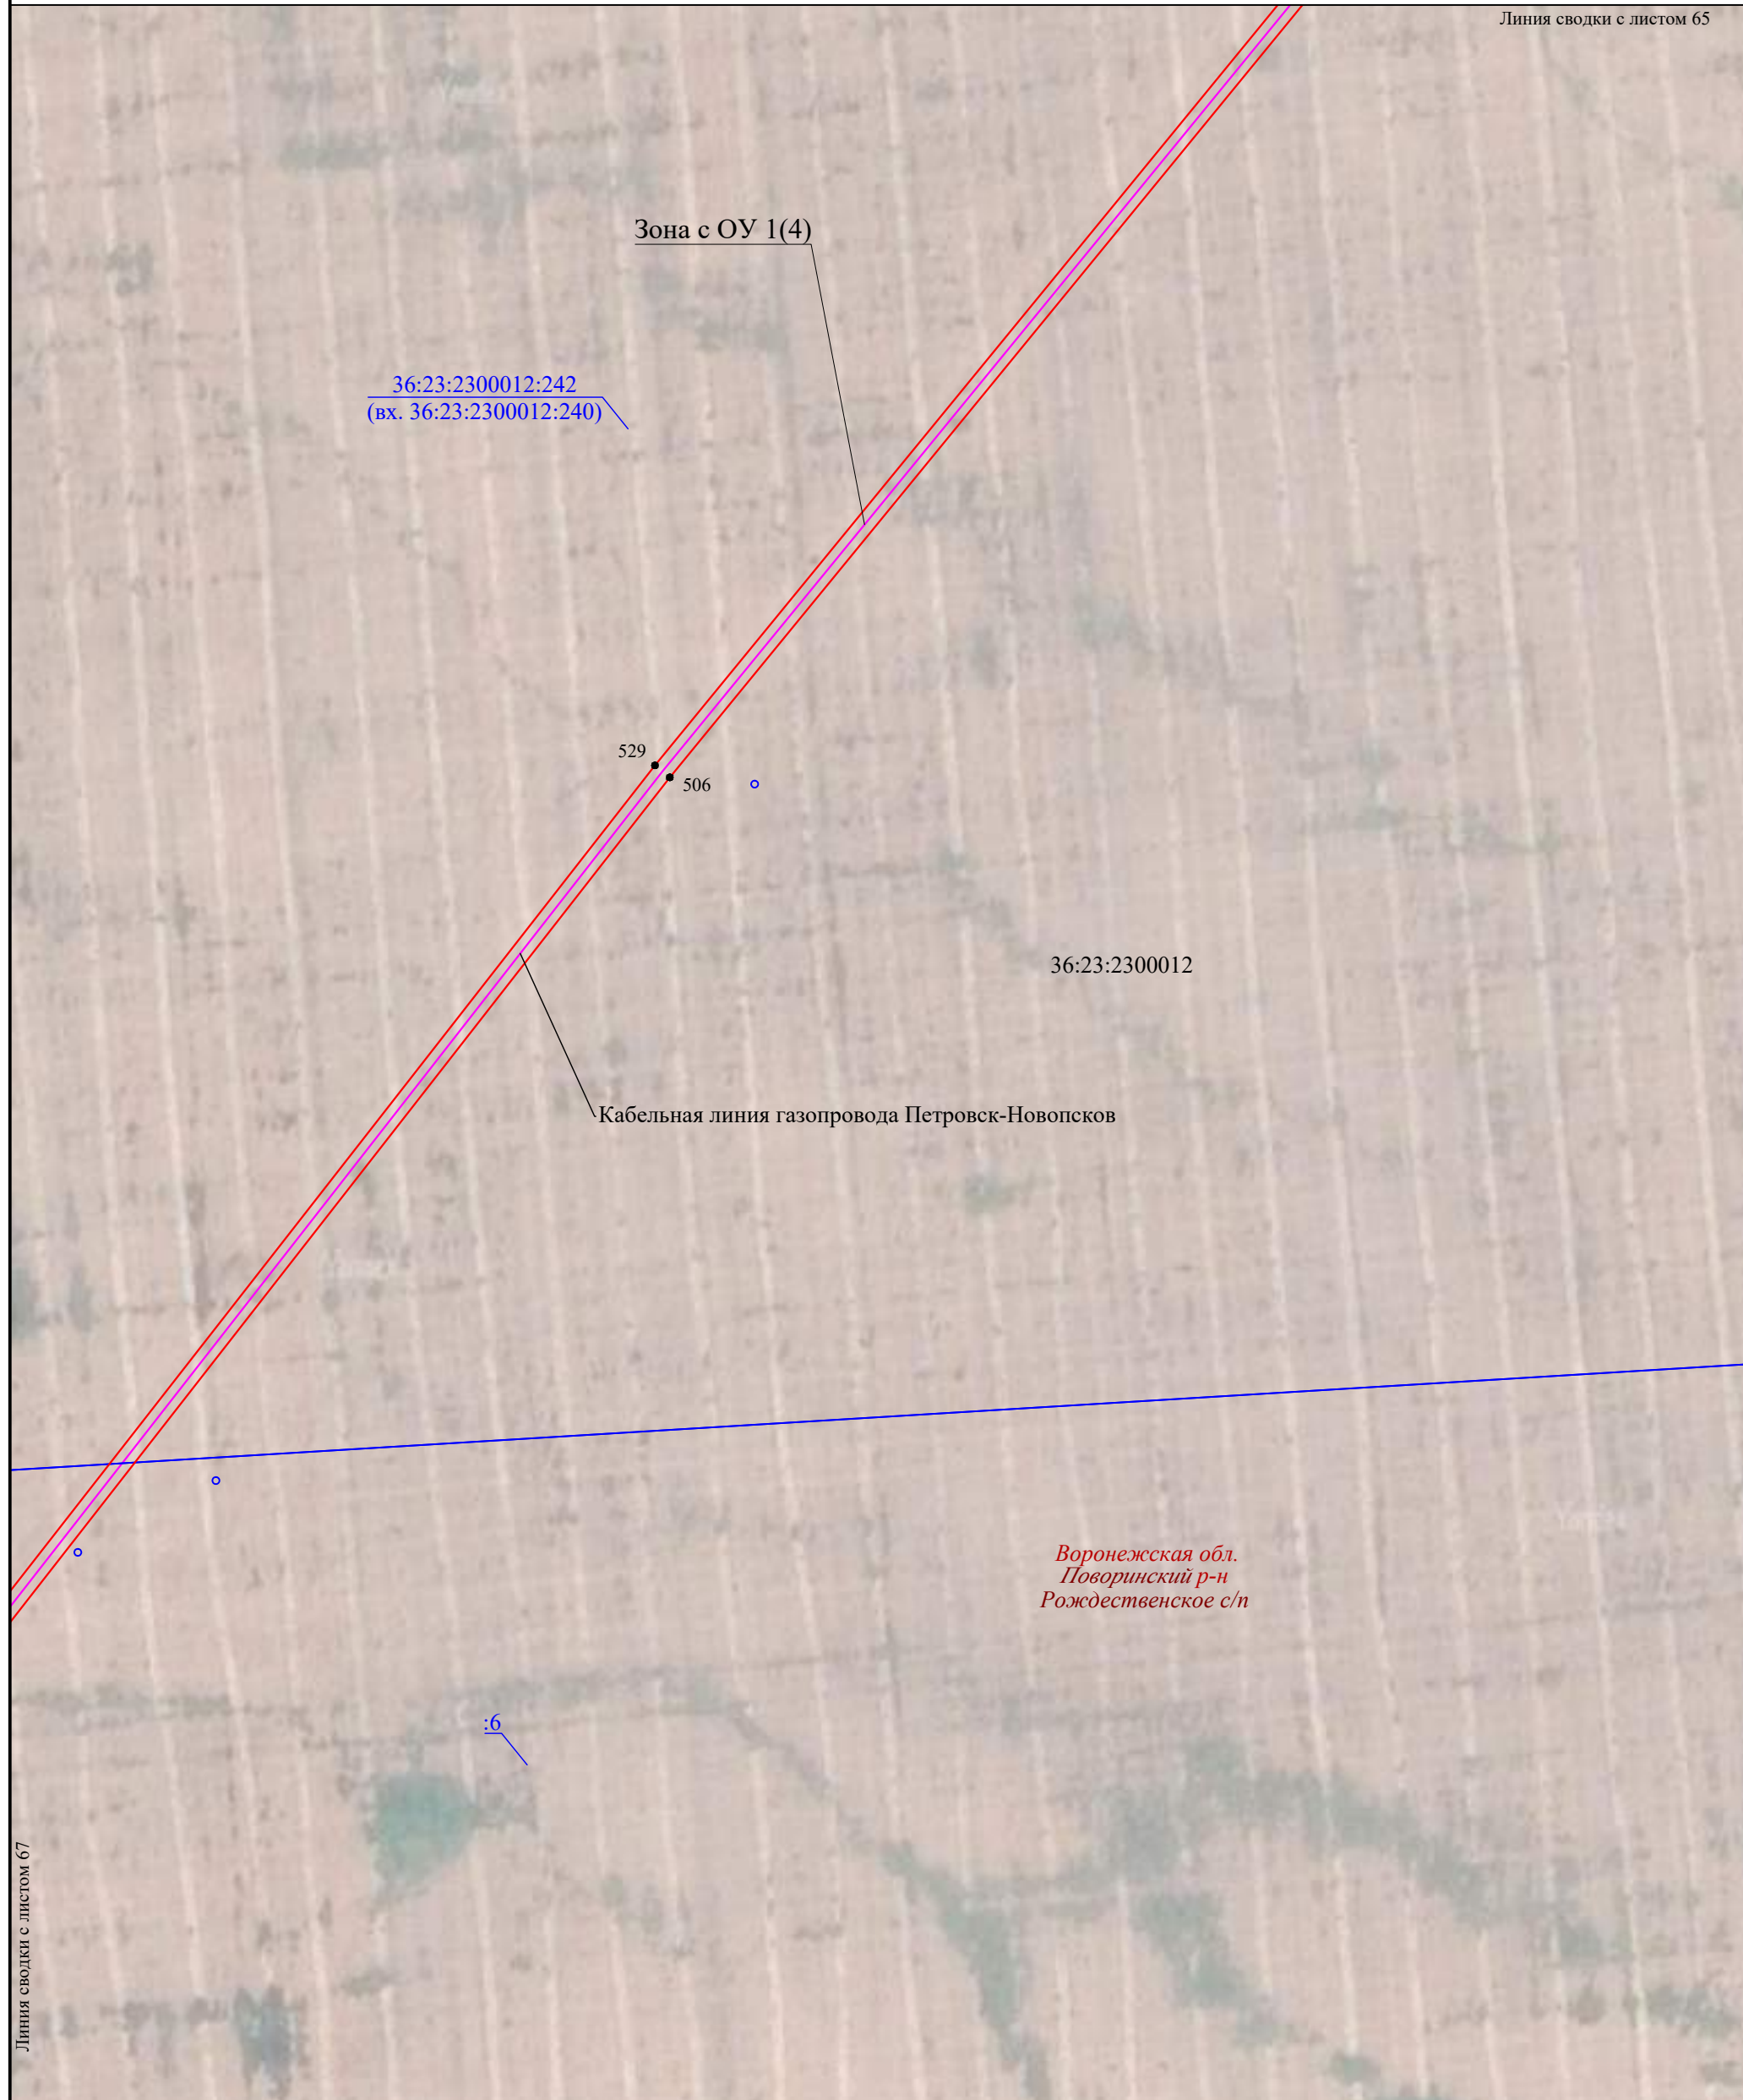 Линия сводки с листом 65
Зона с ОУ 1(4)
36:23:2300012:242
(вх. 36:23:2300012:240)
529
506
36:23:2300012
Кабельная линия газопровода Петровск-Новопсков
Воронежская обл.
Поворинский р-н
Рождественское с/п
:6
Линия сводки с листом 67